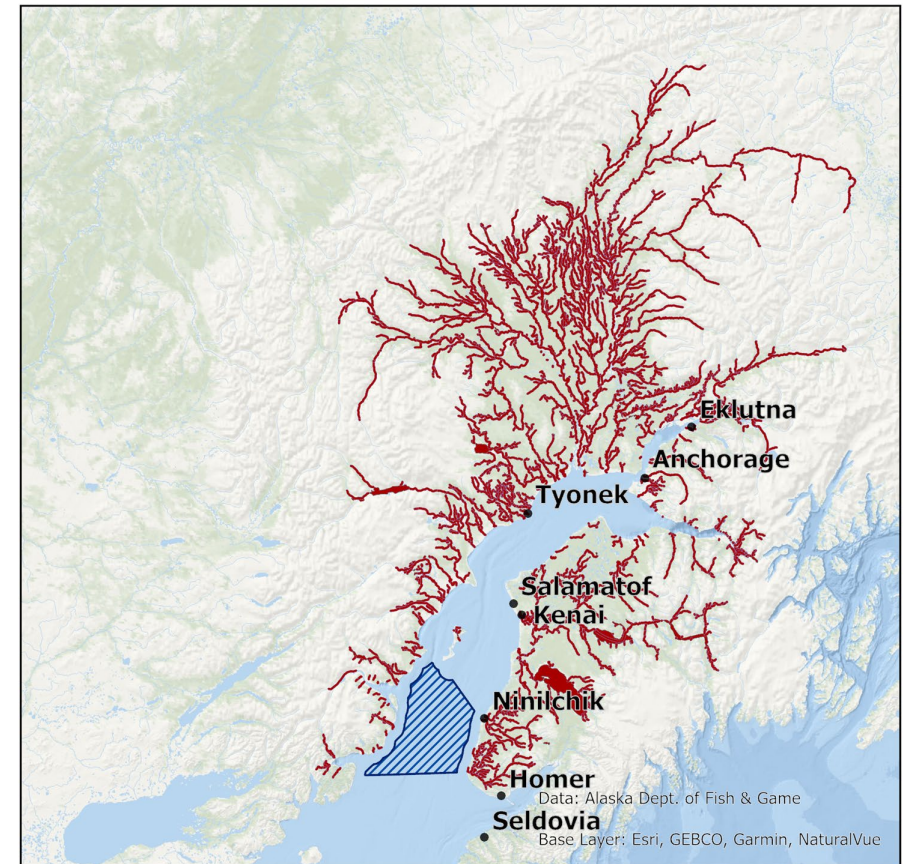 Eklutna
Anchorage
Tyonek
Salamatof
Kenai
Ninilchik
Homer
Data: Alaska Dept. of Fish & Game
Seldovia
Base Layer: Esri, GEBCO, Garmin, NaturalVue